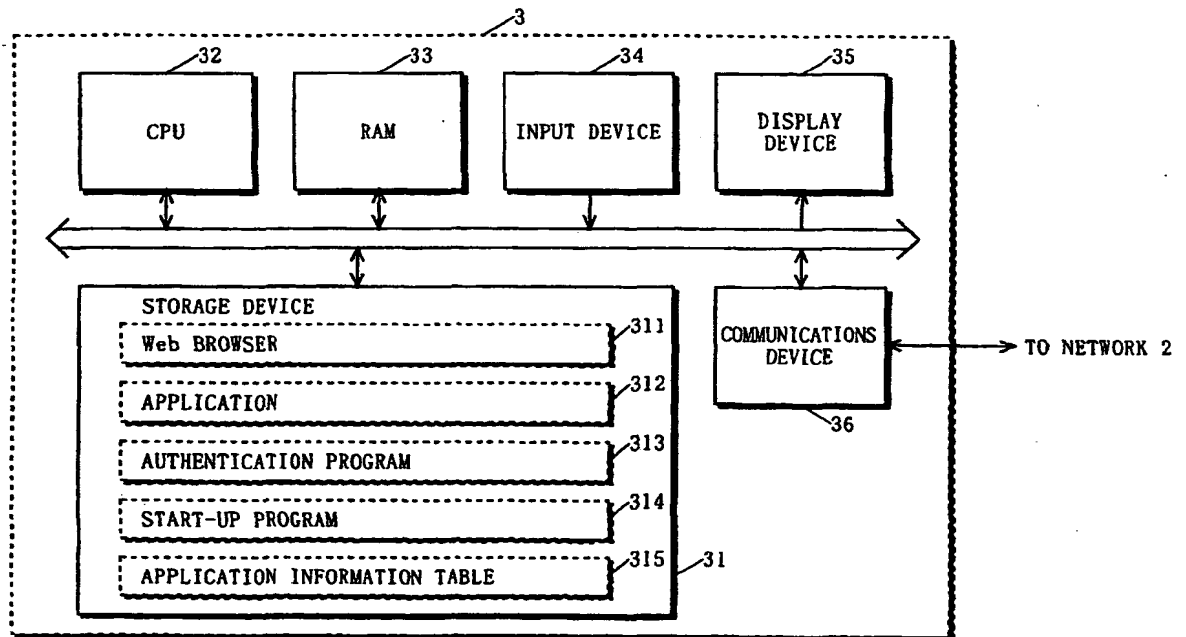 3
32
33
34
35
CPU
RAM
INPUT DEVICE
DISPLAY
DEVICE
STORAGE DEVICE
311
Web BROWSER
312
APPLICATION
313
AUTHENTICATION PROGRAM
314
START-UP PROGRAM
315
APPLICATION INFORMATION TABLE
31
COMMUNICATIONS
DEVICE
36
TO NETWORK 2